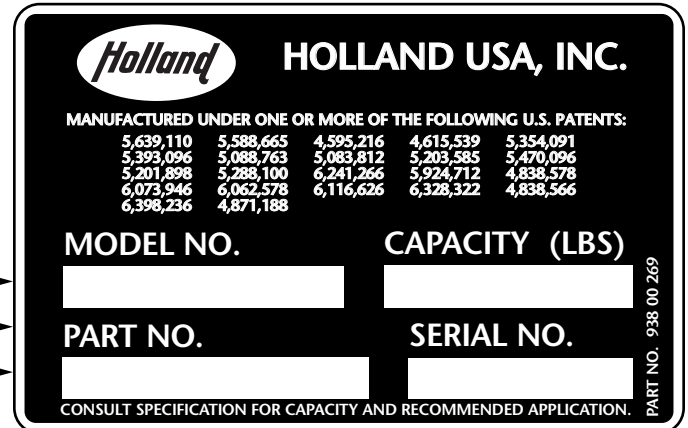 Holland HOLLAND USA, INC.
MANUFACTURED UNDER ONE OR MORE OF THE FOLLOWING U.S. PATENTS:
5,639,110 5,588,665 4,595,216 4,615,539 5,354,091
5,393,096 5,088,763 5,083,812 5,203,585 5,470,096
5,201,898 5,288,100 6,241,266 5,924,712 4,838,578
6,073,946 6,062,578 6,116,626 6,328,322 4,838,566
6,398,236 4,871,188
MODEL NO. CAPACITY (LBS)
PART NO. SERIAL NO.
CONSULT SPECIFICATION FOR CAPACITY AND RECOMMENDED APPLICATION.
PART NO. 938 00 269